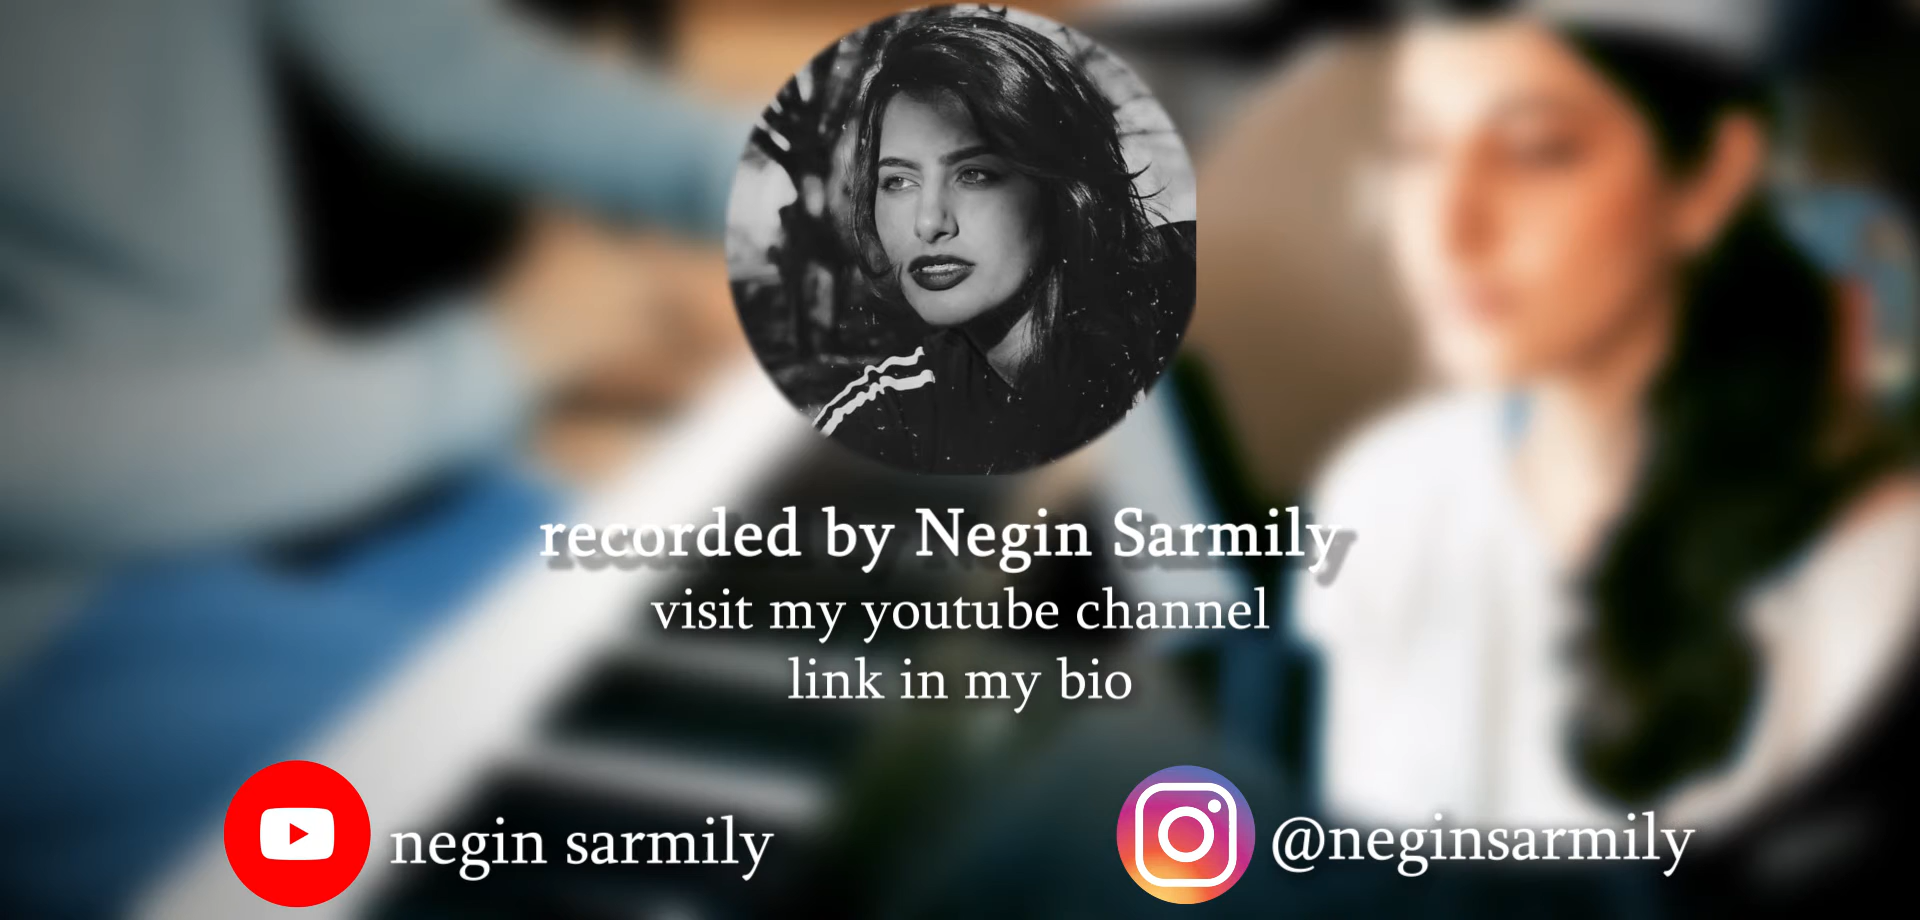 recorded by Negin Sarmily
visit my youtube channel
link in my bio
negin sarmily
@neginsarmily